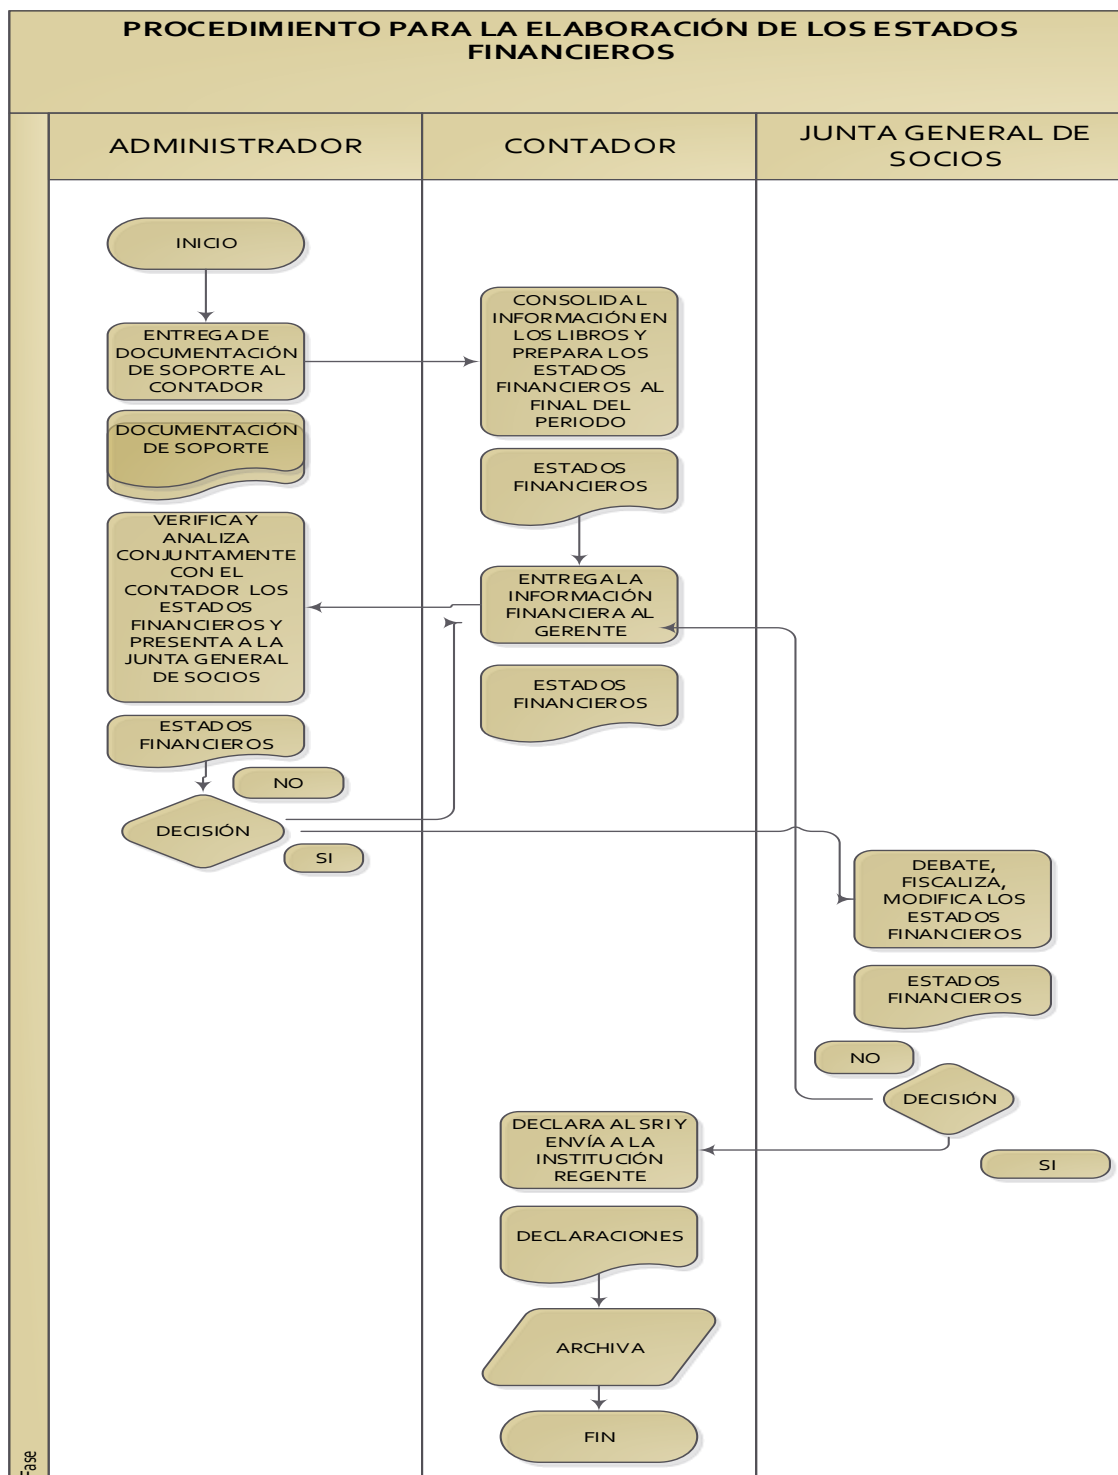 PROCEDIMIENTO PARA LA ELABORACIÓN DE LOS ESTADOS
FINANCIEROS
ADMINISTRADOR
CONTADOR
JUNTA GENERAL DE
SOCIOS
INICIO
ENTREGA DE
DOCUMENTACIÓN
DE SOPORTE AL
CONTADOR
CONSOLIDA L
INFORMACIÓN EN
LOS LIBROS Y
PREPARA LOS
ESTADOS
FINANCIEROS AL
FINAL DEL
PERIODO
DOCUMENTACIÓN
DE SOPORTE
ESTADOS
FINANCIEROS
VERIFICA Y
ANALIZA
CONJUNTAMENTE
CON EL
CONTADOR LOS
ESTADOS
FINANCIEROS Y
PRESENTA A LA
JUNTA GENERAL
DE SOCIOS
ENTREGA LA
INFORMACIÓN
FINANCIERA AL
GERENTE
ESTADOS
FINANCIEROS
ESTADOS
FINANCIEROS
NO
DECISIÓN
SI
DEBATE,
FISCALIZA,
MODIFICA LOS
ESTADOS
FINANCIEROS
ESTADOS
FINANCIEROS
NO
DECISIÓN
SI
DECLARA AL SRI Y
ENVÍA A LA
INSTITUCIÓN
REGENTE
DECLARACIONES
ARCHIVA
FIN
Fase